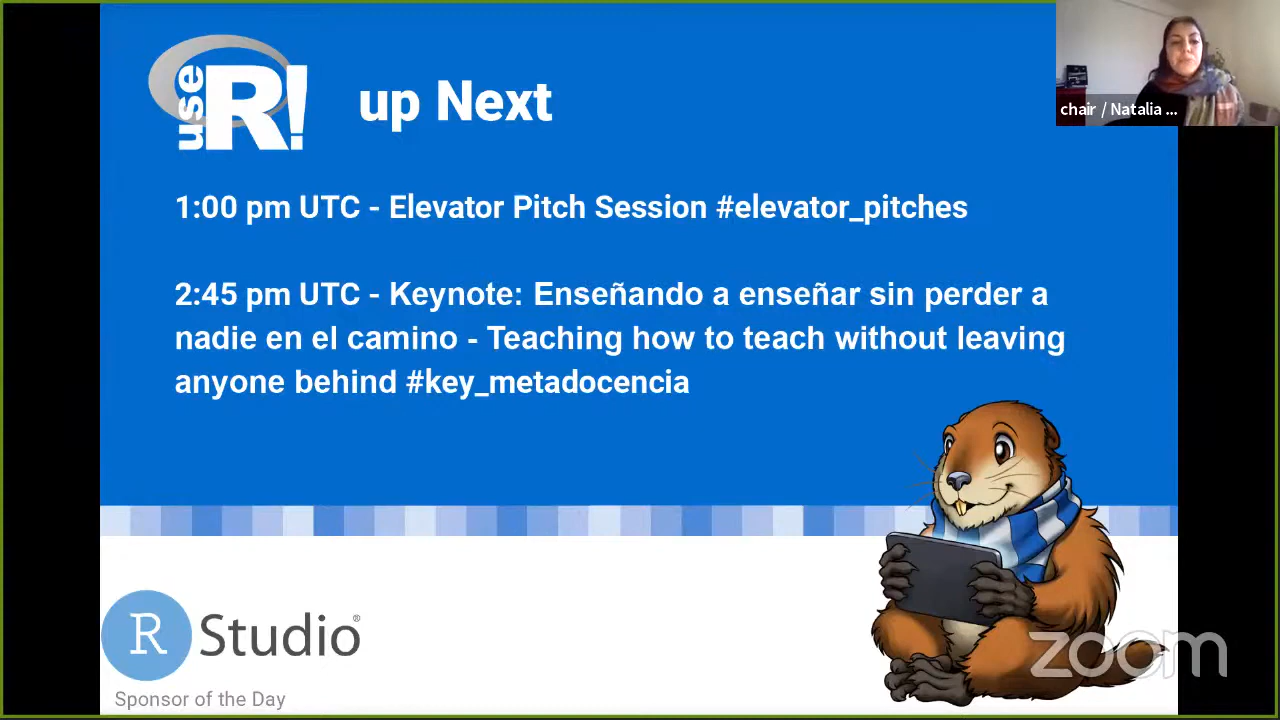 use R!
up Next
chair / Natalia ...
1:00 pm UTC - Elevator Pitch Session #elevator_pitches
2:45 pm UTC - Keynote: Enseñando a enseñar sin perder a
nadie en el camino - Teaching how to teach without leaving
anyone behind #key_metadocencia
R Studio®
Sponsor of the Day
zoom